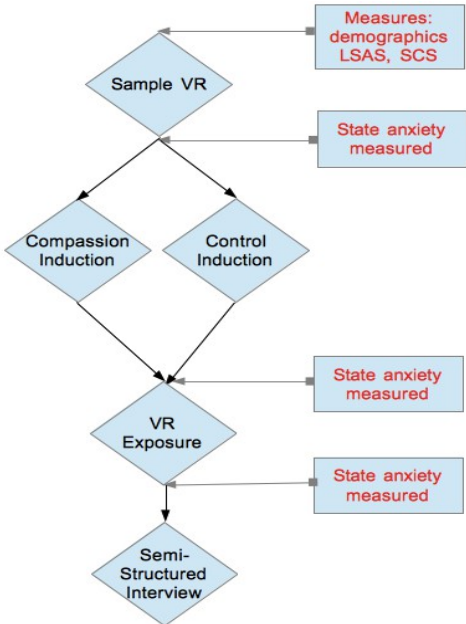 Measures:
demographics
LSAS, SCS
Sample VR
State anxiety
measured
Compassion
Induction
Control
Induction
State anxiety
measured
VR
Exposure
State anxiety
measured
Semi-
Structured
Interview